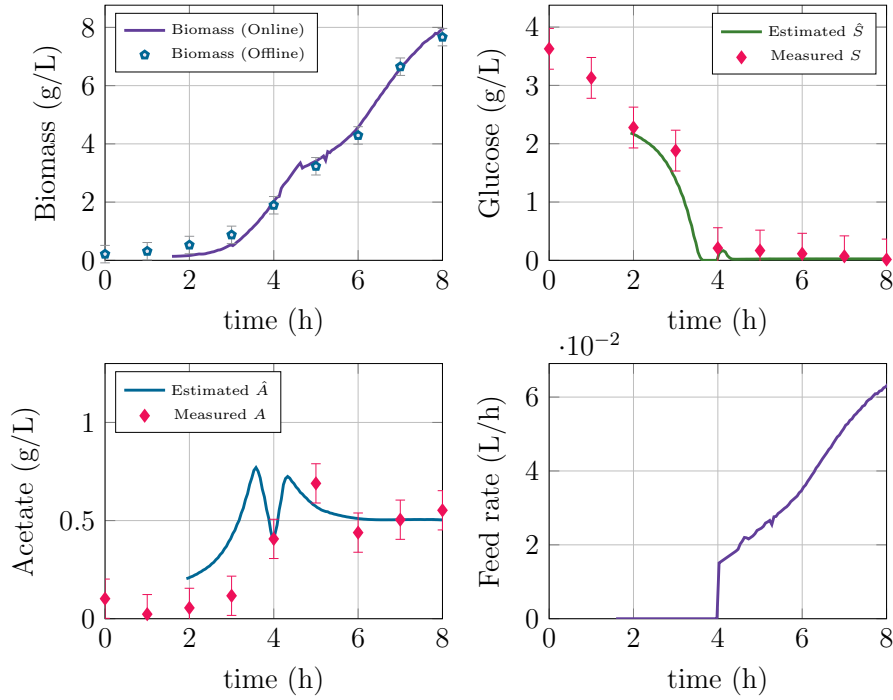 Biomass (Online)
Biomass (Offline)
Biomass (g/L)
8
6
4
2
0
0 2 4 6 8
time (h)
Estimated Ŝ
Measured S
Glucose (g/L)
4
3
2
1
0
0 2 4 6 8
time (h)
Estimated Â
Measured A
Acetate (g/L)
1
0.5
0
0 2 4 6 8
time (h)
·10⁻²
Feed rate (L/h)
6
4
2
0
0 2 4 6 8
time (h)